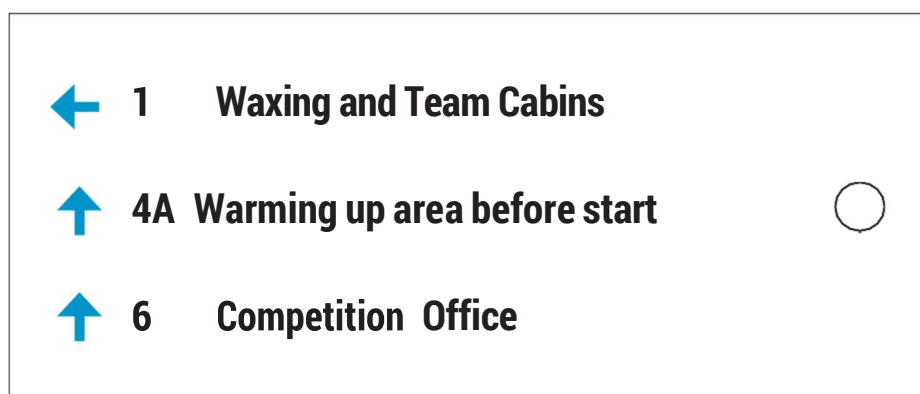 1 Waxing and Team Cabins
4A Warming up area before start
6 Competition Office